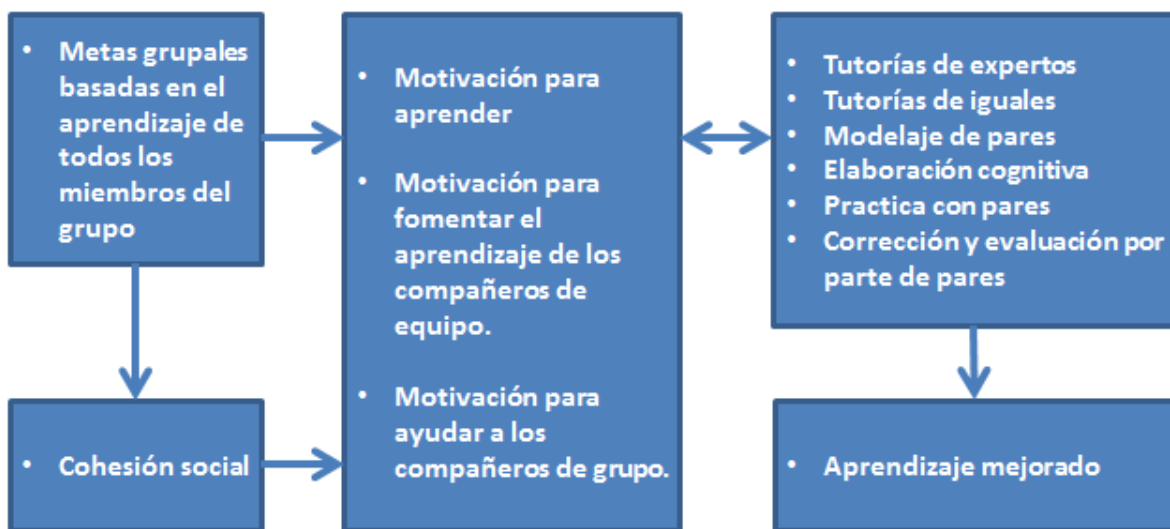 • Metas grupales
basadas en el
aprendizaje de
todos los
miembros del
grupo
• Cohesión social
• Motivación para
aprender
• Motivación para
fomentar el
aprendizaje de los
compañeros de
equipo.
• Motivación para
ayudar a los
compañeros de grupo.
• Tutorías de expertos
• Tutorías de iguales
• Modelaje de pares
• Elaboración cognitiva
• Practica con pares
• Corrección y evaluación por
parte de pares
• Aprendizaje mejorado